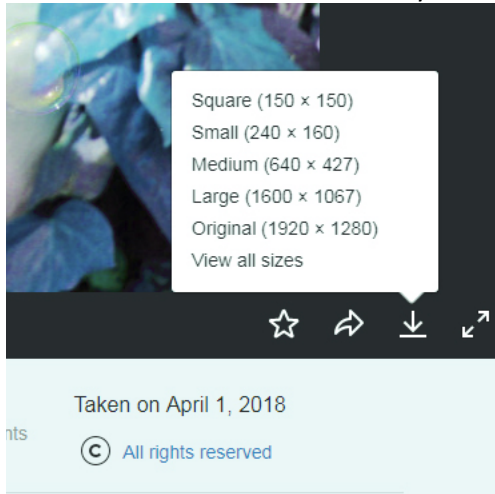 Square (150 × 150)
Small (240 × 160)
Medium (640 × 427)
Large (1600 × 1067)
Original (1920 × 1280)
View all sizes
Taken on April 1, 2018
nts
© All rights reserved